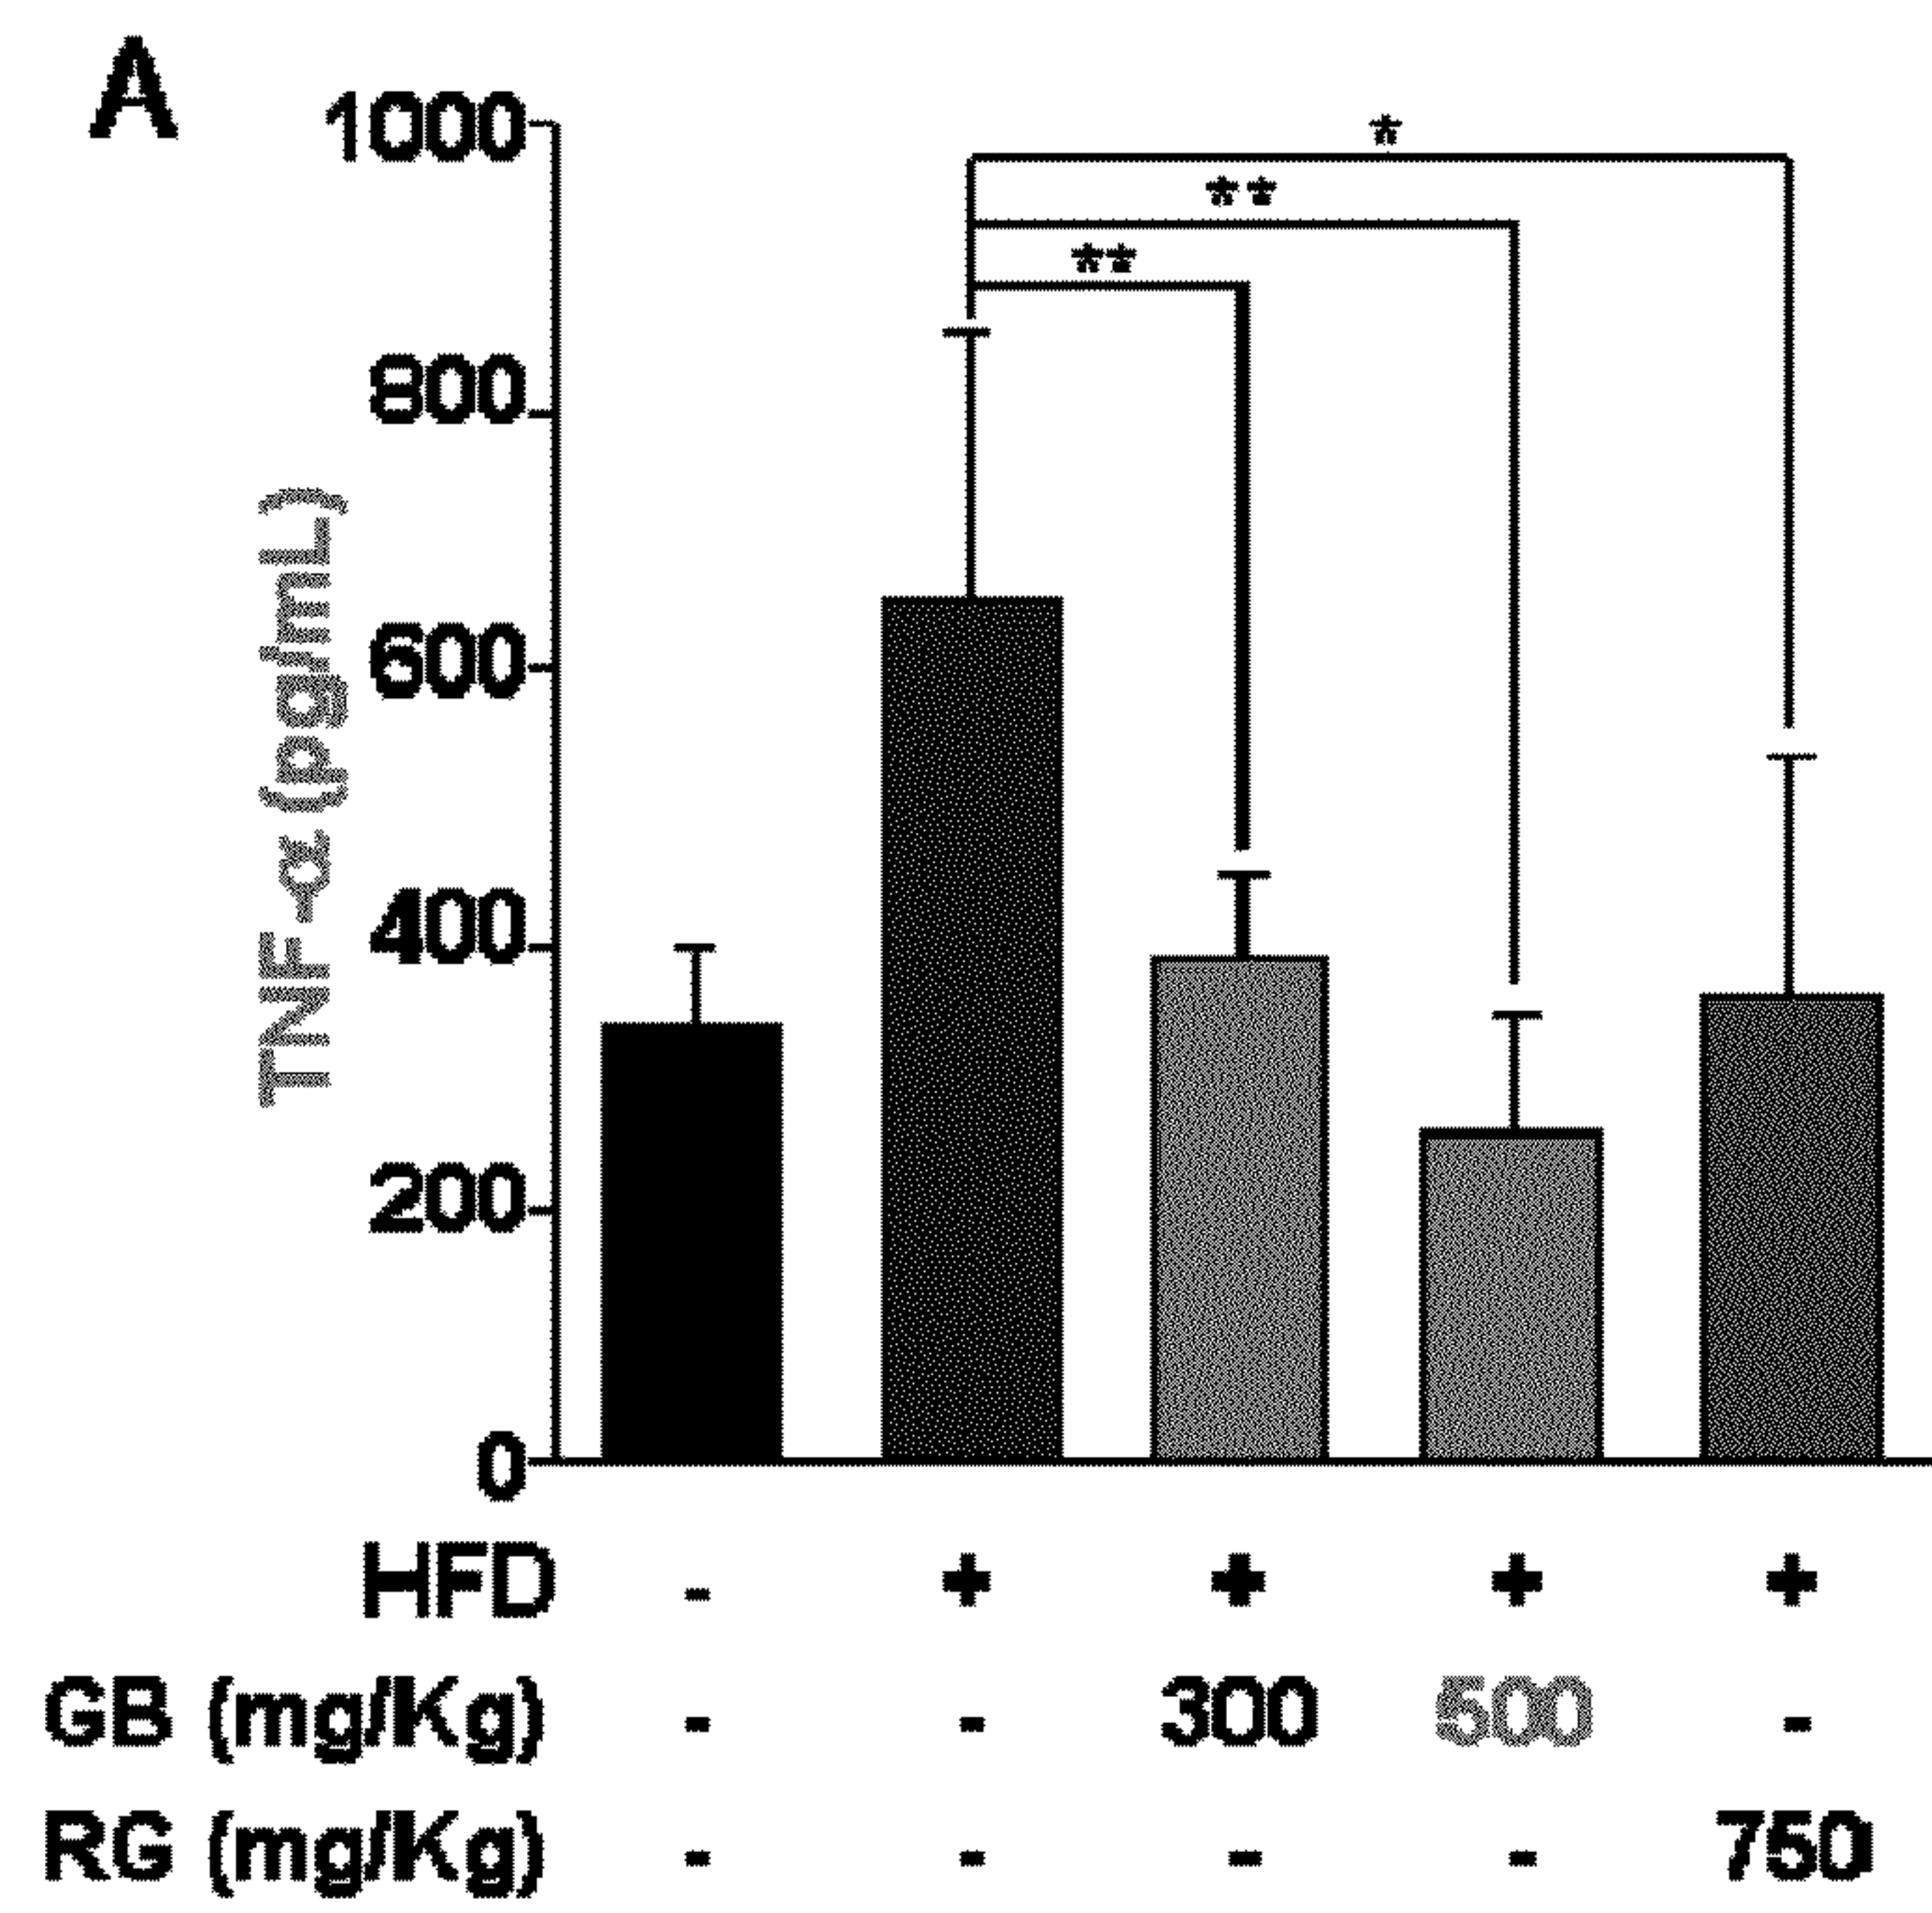 A
1000
*
**
**
800
600
400
200
0
TNF-α (pg/mL)
HFD - + + + +
GB (mg/Kg) - - 300 500 -
RG (mg/Kg) - - - - 750